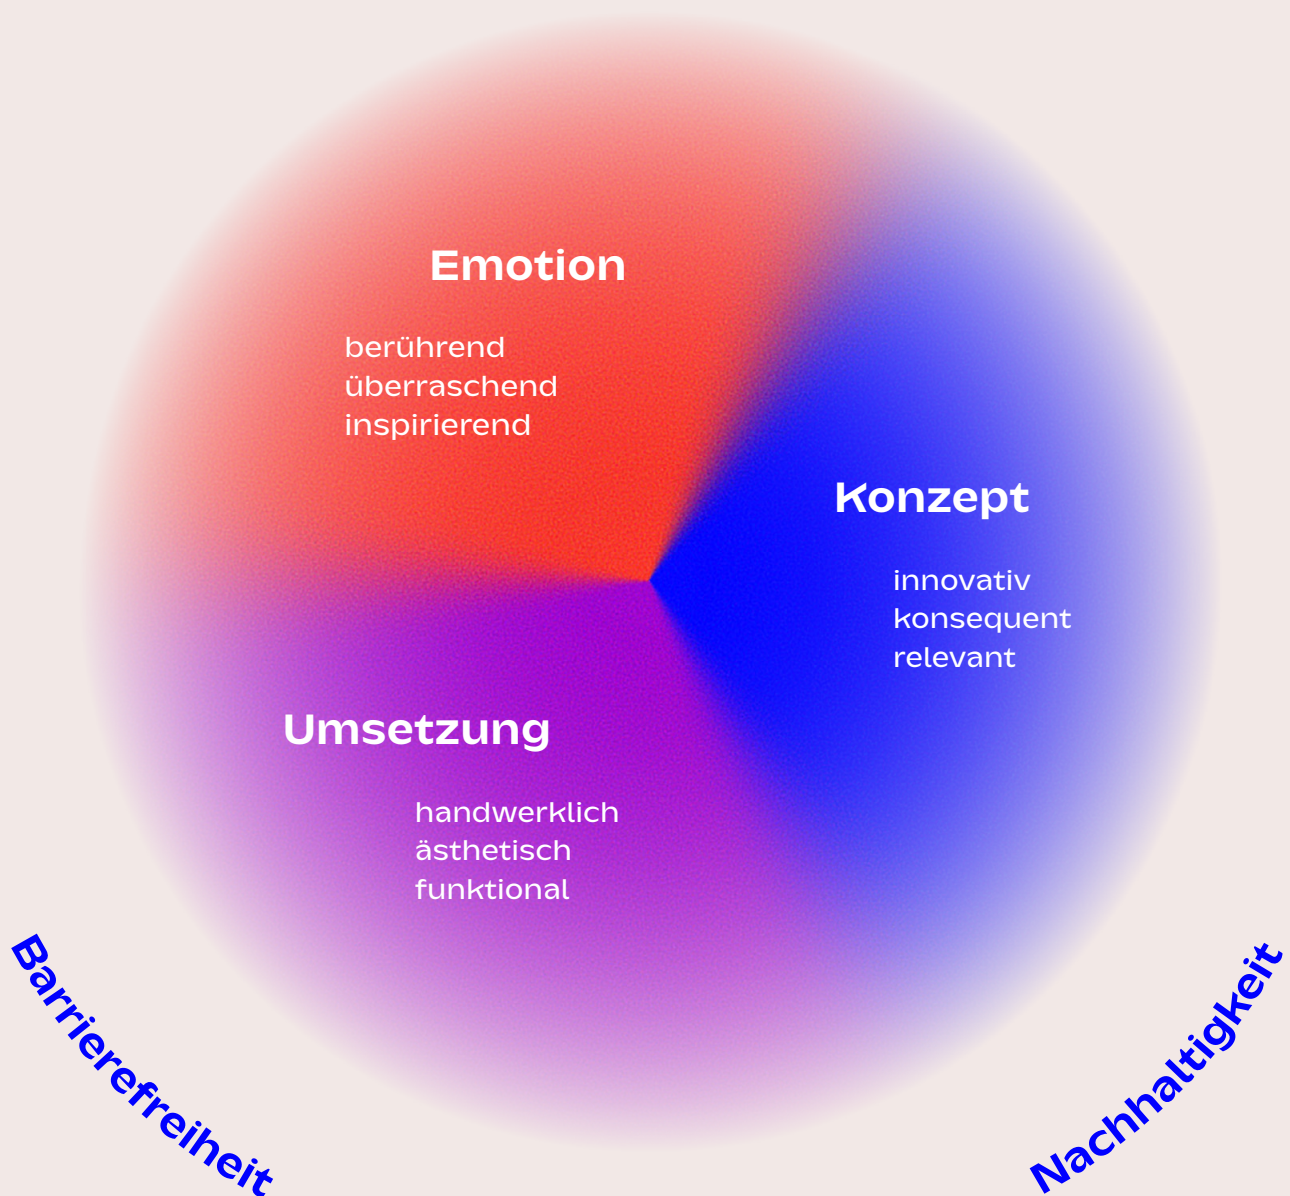 Emotion
berührend
überraschend
inspirierend
Konzept
innovativ
konsequent
relevant
Umsetzung
handwerklich
ästhetisch
funktional
Barrierefreiheit
Nachhaltigkeit